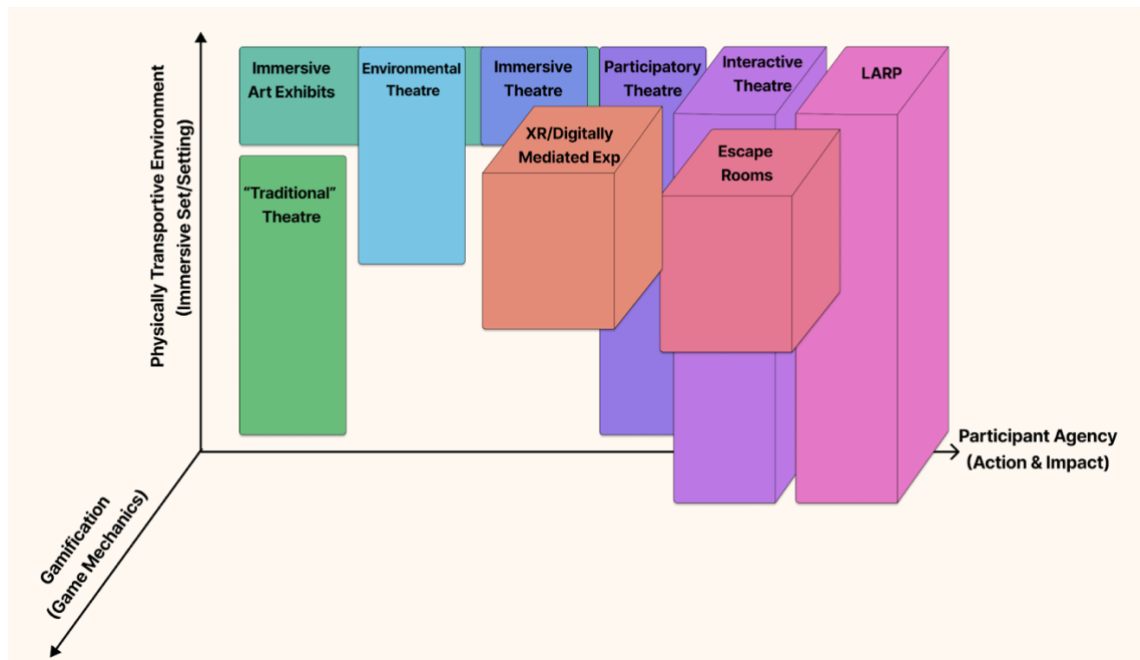 Physically Transportive Environment
(Immersive Set/Setting)
Immersive
Art Exhibits
Environmental
Theatre
Immersive
Theatre
Participatory
Theatre
Interactive
Theatre
LARP
XR/Digitally
Mediated Exp
Escape
Rooms
“Traditional”
Theatre
Participant Agency
(Action & Impact)
Gamification
(Game Mechanics)